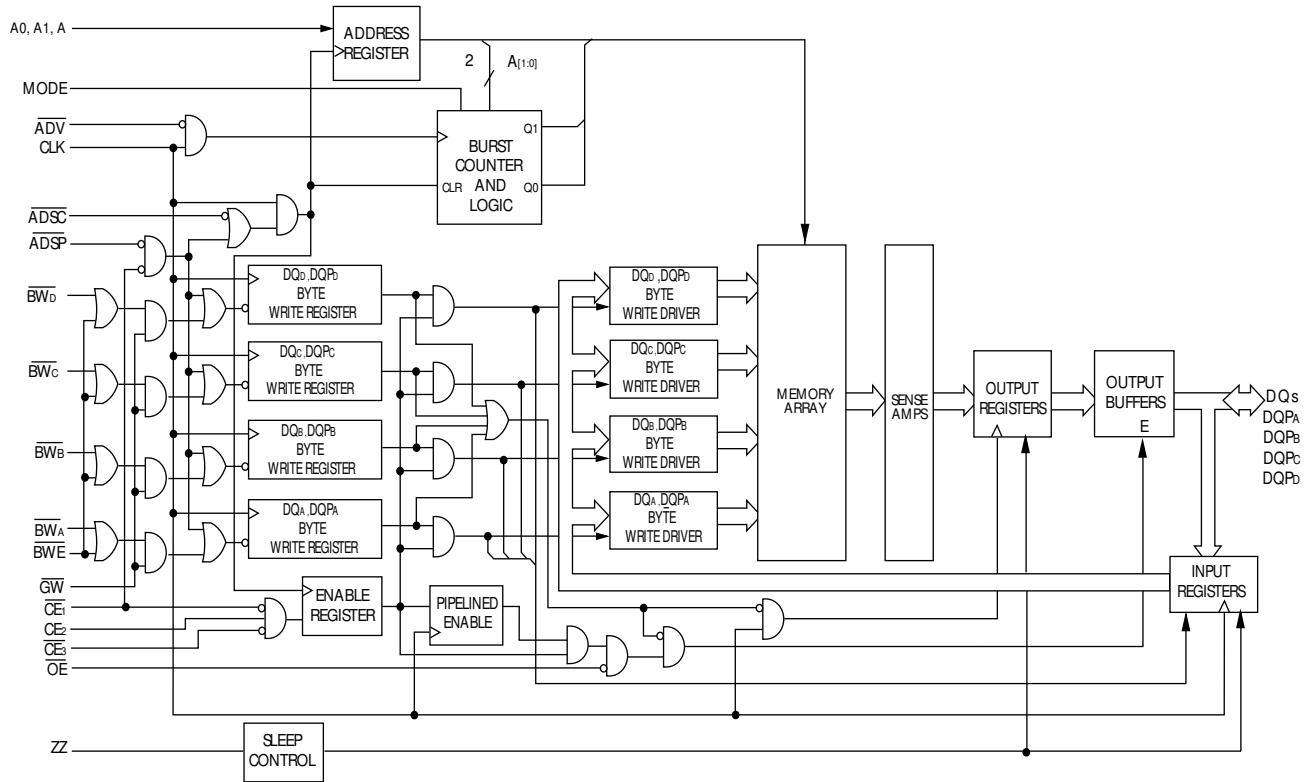 A0, A1, A
ADDRESS
REGISTER
2
A[1:0]
MODE
ADV
CLK
BURST
COUNTER
AND
LOGIC
Q1
CLR
Q0
ADSC
ADSP
BWD
DQD ,DQPD
BYTE
WRITE REGISTER
DQD ,DQPD
BYTE
WRITE DRIVER
BWC
DQC ,DQPC
BYTE
WRITE REGISTER
DQC ,DQPC
BYTE
WRITE DRIVER
BWB
DQB ,DQPB
BYTE
WRITE REGISTER
DQB ,DQPB
BYTE
WRITE DRIVER
BWA
BWE
DQA ,DQPA
BYTE
WRITE REGISTER
DQA ,DQPA
BYTE
WRITE DRIVER
MEMORY
ARRAY
SENSE
AMPS
OUTPUT
REGISTERS
OUTPUT
BUFFERS
E
DQs
DQPA
DQPB
DQPC
DQPD
INPUT
REGISTERS
GW
CE1
CE2
CE3
OE
ENABLE
REGISTER
PIPELINED
ENABLE
ZZ
SLEEP
CONTROL